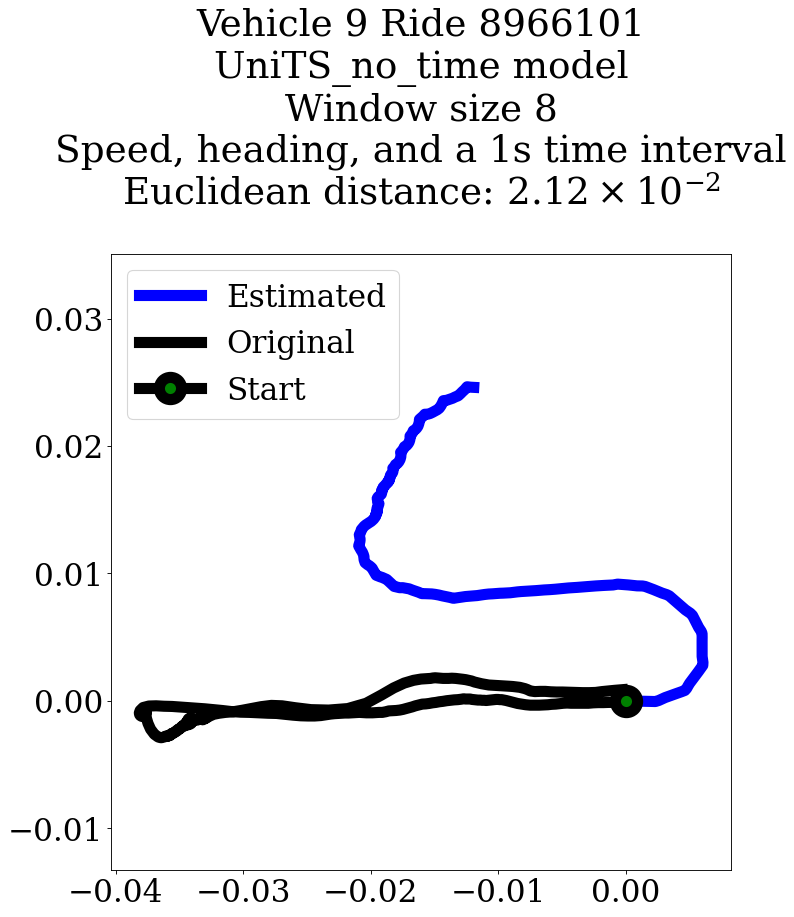 Vehicle 9 Ride 8966101
UniTS_no_time model
Window size 8
Speed, heading, and a 1s time interval
Euclidean distance: 2.12 × 10⁻²
Estimated
Original
Start
0.03
0.02
0.01
0.00
−0.01
−0.04 −0.03 −0.02 −0.01 0.00